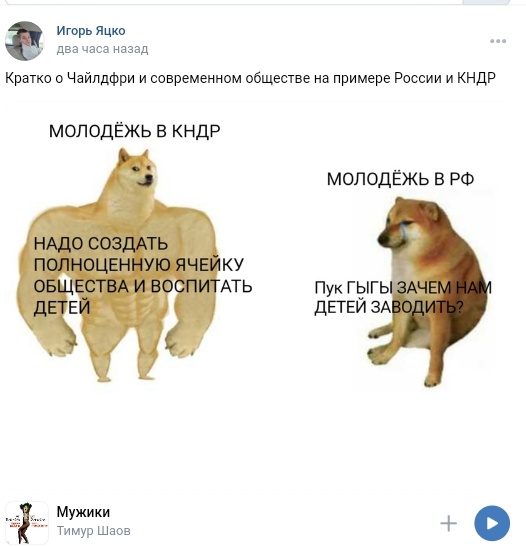 Игорь Яцко
два часа назад
Кратко о Чайлдфри и современном обществе на примере России и КНДР
МОЛОДЁЖЬ В КНДР
НАДО СОЗДАТЬ
ПОЛНОЦЕННУЮ ЯЧЕЙКУ
ОБЩЕСТВА И ВОСПИТАТЬ
ДЕТЕЙ
МОЛОДЁЖЬ В РФ
Пук ГЫГЫ ЗАЧЕМ НАМ
ДЕТЕЙ ЗАВОДИТЬ?
Мужики
Тимур Шаов